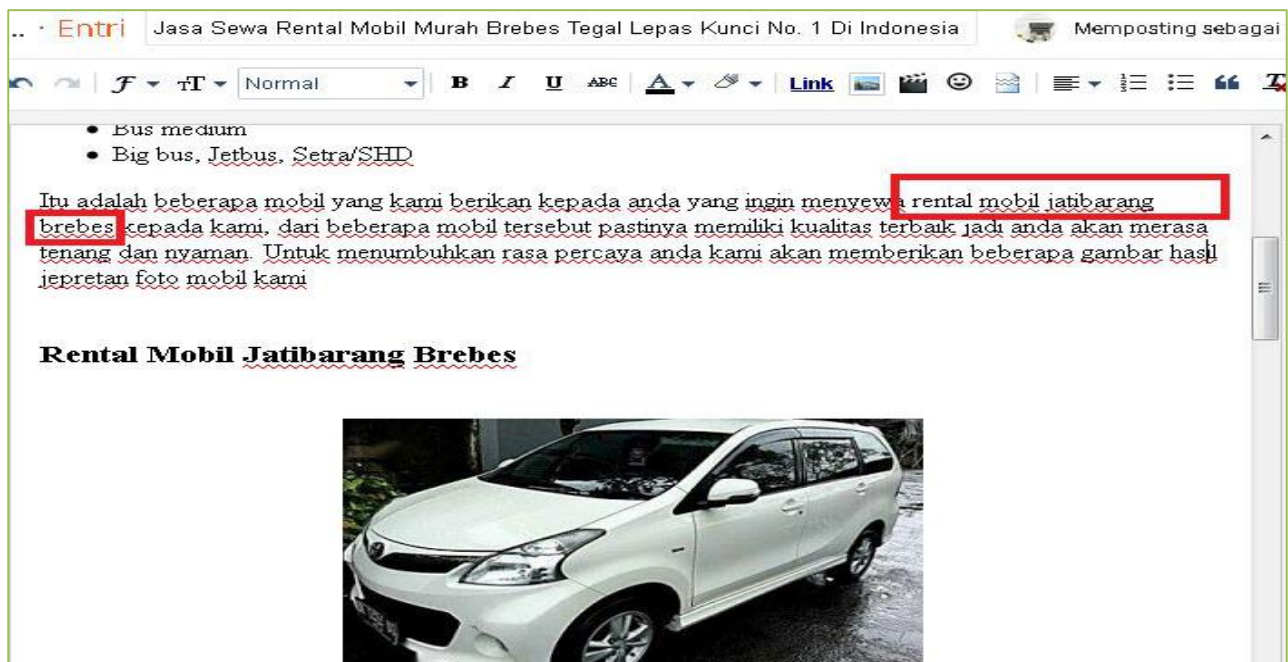 .. · Entri Jasa Sewa Rental Mobil Murah Brebes Tegal Lepas Kunci No. 1 Di Indonesia Memposting sebagai
F TT Normal B I U ABC A Link
Bus medium
Big bus, Jetbus, Setra/SHD
Itu adalah beberapa mobil yang kami berikan kepada anda yang ingin menyewa rental mobil jatibarang
brebes kepada kami, dari beberapa mobil tersebut pastinya memiliki kualitas terbaik jadi anda akan merasa
tenang dan nyaman. Untuk menumbuhkan rasa percaya anda kami akan memberikan beberapa gambar hasil
jepretan foto mobil kami
Rental Mobil Jatibarang Brebes